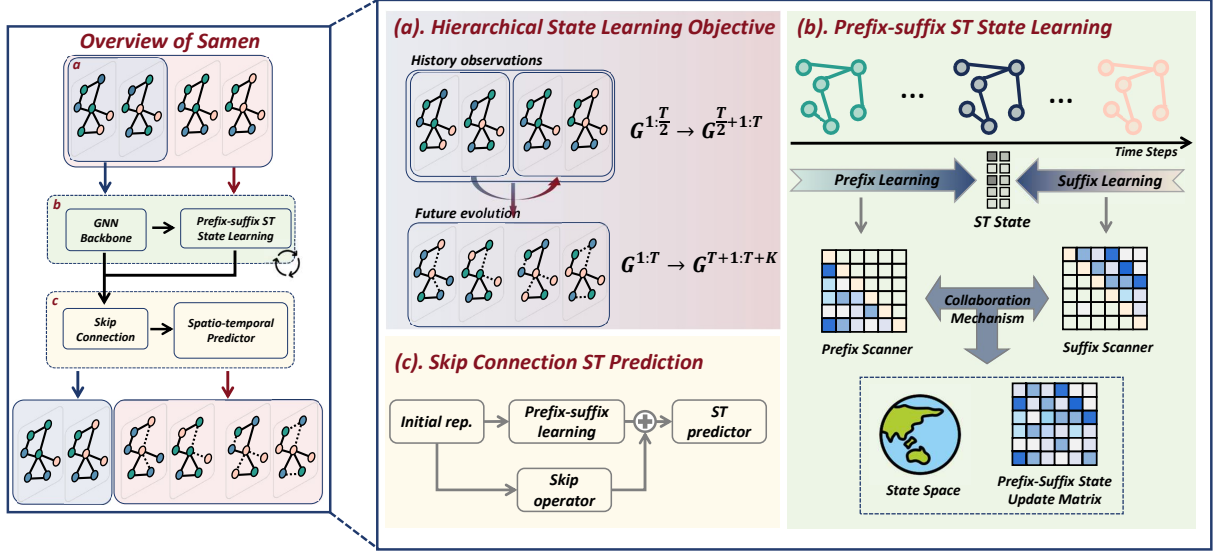 Overview of Samen
a
b
GNN
Backbone
Prefix-suffix ST
State Learning
c
Skip
Connection
Spatio-temporal
Predictor
(a). Hierarchical State Learning Objective
History observations
G^{1:\frac{T}{2}} → G^{\frac{T}{2}+1:T}
Future evolution
G^{1:T} → G^{T+1:T+K}
(c). Skip Connection ST Prediction
Initial rep.
Prefix-suffix
learning
ST
predictor
Skip
operator
(b). Prefix-suffix ST State Learning
... ...
Time Steps
Prefix Learning
Suffix Learning
ST State
Collaboration
Mechanism
Prefix Scanner
Suffix Scanner
State Space
Prefix-Suffix State
Update Matrix